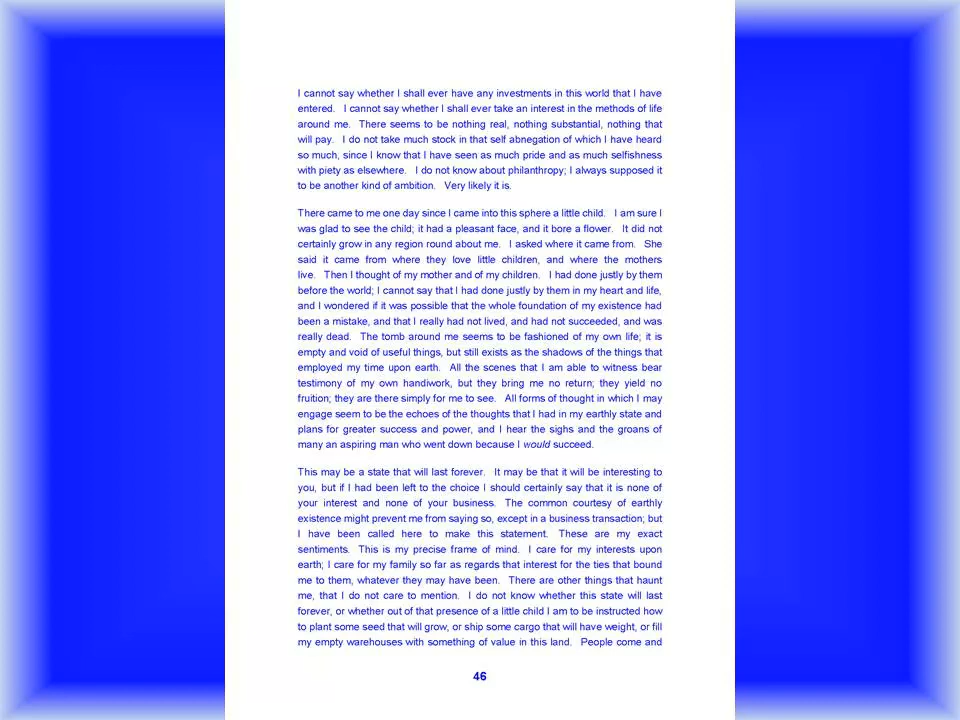 I cannot say whether I shall ever have any investments in this world that I have
entered. I cannot say whether I shall ever take an interest in the methods of life
around me. There seems to be nothing real, nothing substantial, nothing that
will pay. I do not take much stock in that self abnegation of which I have heard
so much, since I know that I have seen as much pride and as much selfishness
with piety as elsewhere. I do not know about philanthropy; I always supposed it
to be another kind of ambition. Very likely it is.
There came to me one day since I came into this sphere a little child. I am sure I
was glad to see the child; it had a pleasant face, and it bore a flower. It did not
certainly grow in any region round about me. I asked where it came from. She
said it came from where they love little children, and where the mothers
live. Then I thought of my mother and of my children. I had done justly by them
before the world; I cannot say that I had done justly by them in my heart and life,
and I wondered if it was possible that the whole foundation of my existence had
been a mistake, and that I really had not lived, and had not succeeded, and was
really dead. The tomb around me seems to be fashioned of my own life; it is
empty and void of useful things, but still exists as the shadows of the things that
employed my time upon earth. All the scenes that I am able to witness bear
testimony of my own handiwork, but they bring me no return; they yield no
fruition; they are there simply for me to see. All forms of thought in which I may
engage seem to be the echoes of the thoughts that I had in my earthly state and
plans for greater success and power, and I hear the sighs and the groans of
many an aspiring man who went down because I would succeed.
This may be a state that will last forever. It may be that it will be interesting to
you, but if I had been left to the choice I should certainly say that it is none of
your interest and none of your business. The common courtesy of earthly
existence might prevent me from saying so, except in a business transaction; but
I have been called here to make this statement. These are my exact
sentiments. This is my precise frame of mind. I care for my interests upon
earth; I care for my family so far as regards that interest for the ties that bound
me to them, whatever they may have been. There are other things that haunt
me, that I do not care to mention. I do not know whether this state will last
forever, or whether out of that presence of a little child I am to be instructed how
to plant some seed that will grow, or ship some cargo that will have weight, or fill
my empty warehouses with something of value in this land. People come and
46